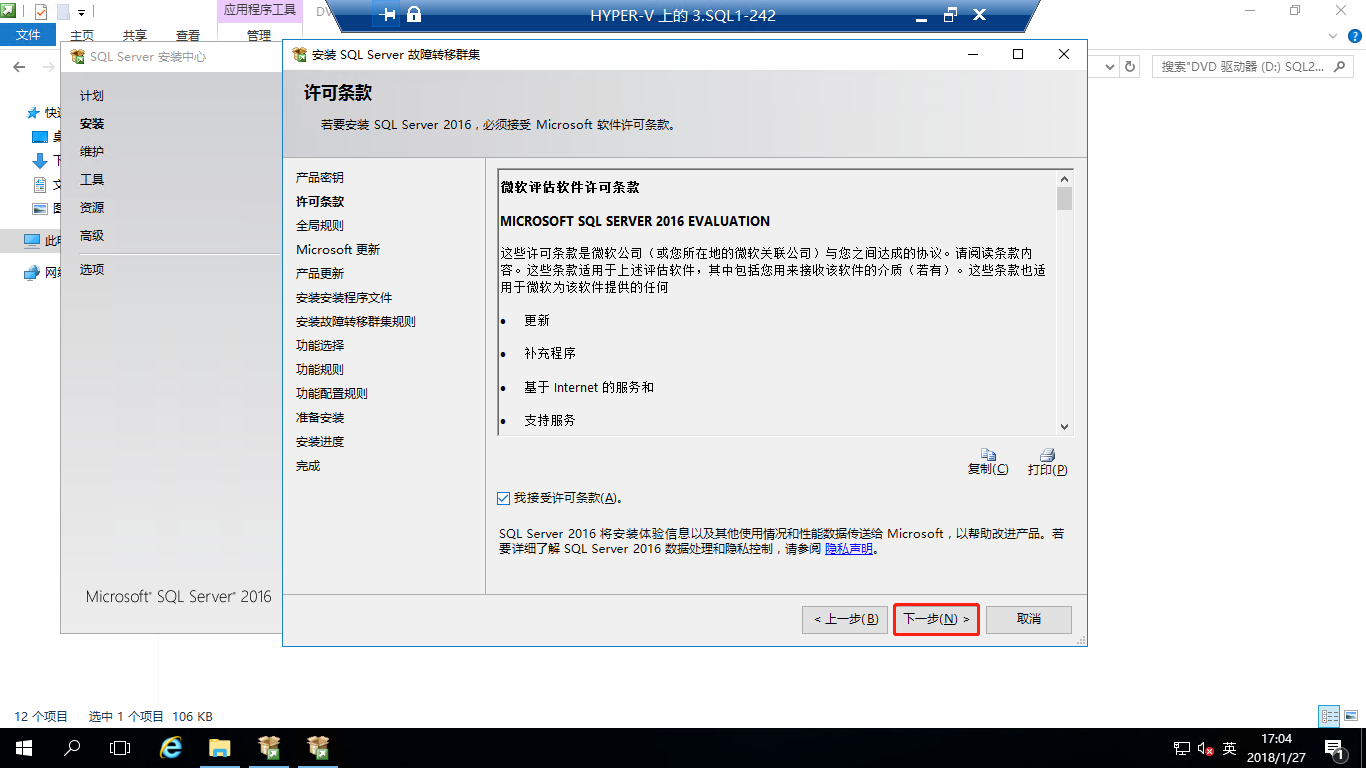 应用程序工具
HYPER-V 上的 3.SQL1-242
文件
主页
共享
查看
管理
SQL Server 安装中心
安装 SQL Server 故障转移群集
搜索"DVD 驱动器 (D:) SQL2...
计划
安装
维护
工具
资源
高级
选项
许可条款
若要安装 SQL Server 2016，必须接受 Microsoft 软件许可条款。
产品密钥
许可条款
全局规则
Microsoft 更新
产品更新
安装安装程序文件
安装故障转移群集规则
功能选择
功能规则
功能配置规则
准备安装
安装进度
完成
微软评估软件许可条款
MICROSOFT SQL SERVER 2016 EVALUATION
这些许可条款是微软公司（或您所在地的微软关联公司）与您之间达成的协议。请阅读条款内
容。这些条款适用于上述评估软件，其中包括您用来接收该软件的介质（若有）。这些条款也适
用于微软为该软件提供的任何
• 更新
• 补充程序
• 基于 Internet 的服务和
• 支持服务
复制(C)
打印(P)
我接受许可条款(A)。
SQL Server 2016 将安装体验信息以及其他使用情况和性能数据传送给 Microsoft，以帮助改进产品。若
要详细了解 SQL Server 2016 数据处理和隐私控制，请参阅 隐私声明。
Microsoft® SQL Server® 2016
< 上一步(B)
下一步(N) >
取消
12 个项目
选中 1 个项目 106 KB
英
17:04
2018/1/27
1